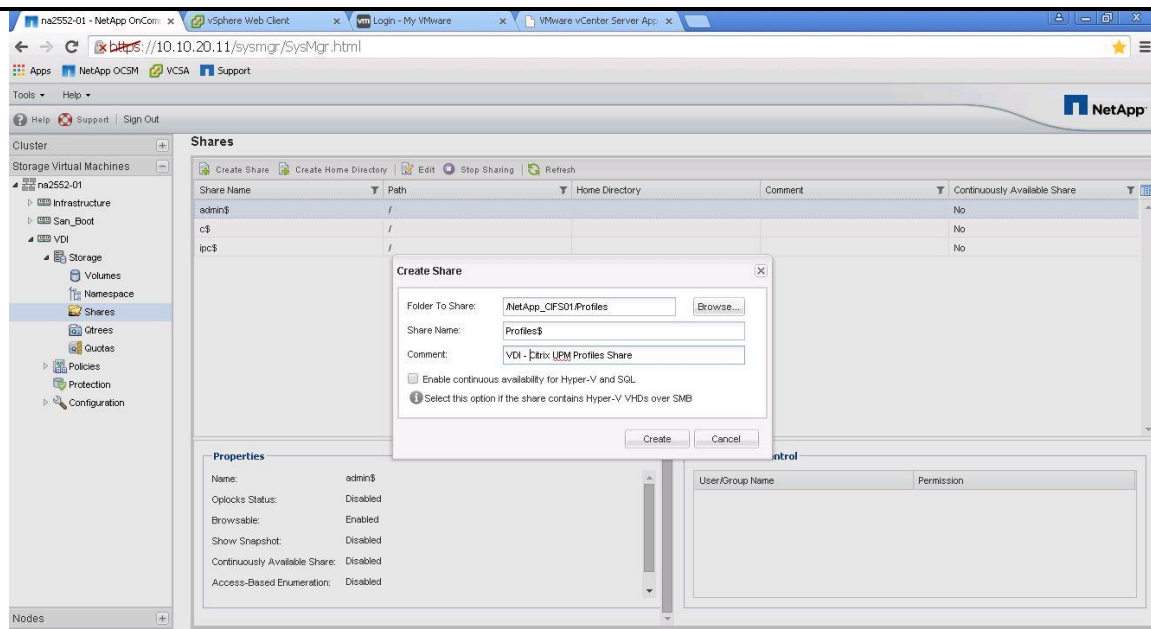 na2552-01 - NetApp OnCom
vSphere Web Client
vm Login - My VMware
VMware vCenter Server App
https://10.10.20.11/sysmgr/SysMgr.html
Apps NetApp OCSM VCSA Support
Tools Help
NetApp
Help Support Sign Out
Cluster
Storage Virtual Machines
na2552-01
Infrastructure
San_Boot
VDI
Storage
Volumes
Namespace
Shares
Qtrees
Quotas
Policies
Protection
Configuration
Nodes
Shares
Create Share Create Home Directory Edit Stop Sharing Refresh
Share Name Path Home Directory Comment Continuously Available Share
admin$ / No
c$ / No
ipc$ / No
Create Share
Folder To Share: /NetApp_CIFS01/Profiles Browse...
Share Name: Profiles$
Comment: VDI - Citrix UPM Profiles Share
Enable continuous availability for Hyper-V and SQL
Select this option if the share contains Hyper-V VHDs over SMB
Create Cancel
Properties
Name: admin$
Oplocks Status: Disabled
Browsable: Enabled
Show Snapshot: Disabled
Continuously Available Share: Disabled
Access-Based Enumeration: Disabled
ntrol
User/Group Name Permission